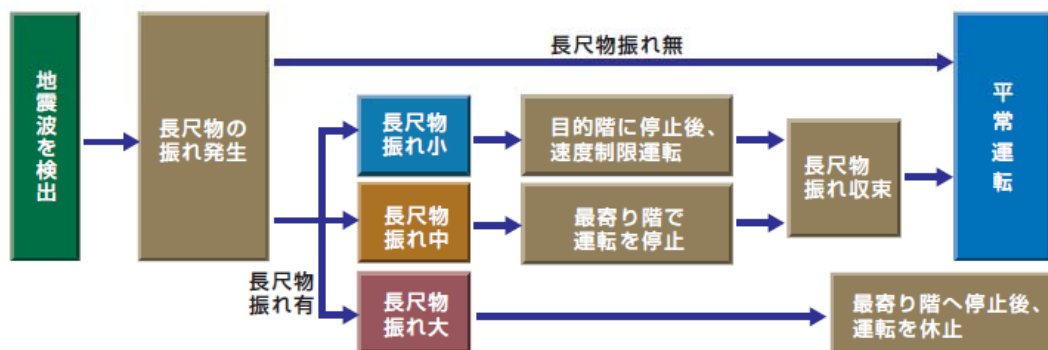 地震波を検出
長尺物の
振れ発生
長尺物振れ無
長尺物
振れ有
長尺物
振れ小
目的階に停止後、
速度制限運転
長尺物
振れ中
最寄り階で
運転を停止
長尺物
振れ収束
平常運転
長尺物
振れ大
最寄り階へ停止後、
運転を休止